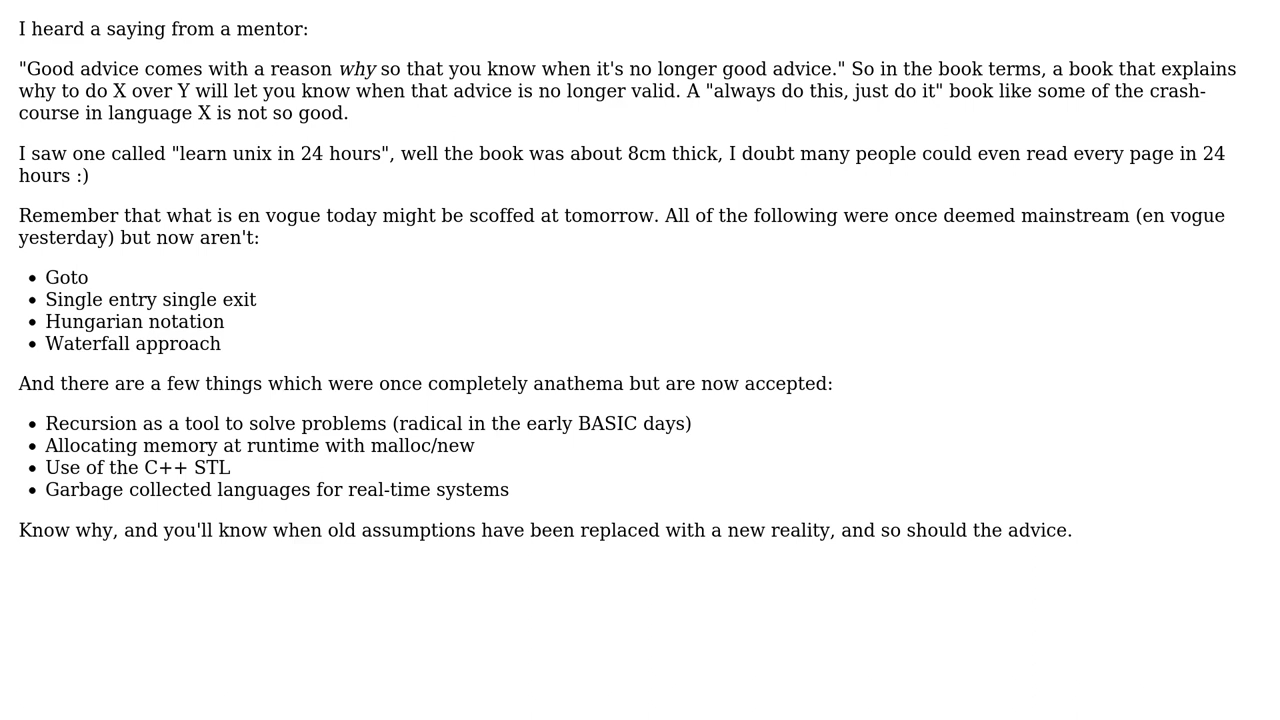 I heard a saying from a mentor:
"Good advice comes with a reason why so that you know when it's no longer good advice." So in the book terms, a book that explains
why to do X over Y will let you know when that advice is no longer valid. A "always do this, just do it" book like some of the crash-
course in language X is not so good.
I saw one called "learn unix in 24 hours", well the book was about 8cm thick, I doubt many people could even read every page in 24
hours :)
Remember that what is en vogue today might be scoffed at tomorrow. All of the following were once deemed mainstream (en vogue
yesterday) but now aren't:
• Goto
• Single entry single exit
• Hungarian notation
• Waterfall approach
And there are a few things which were once completely anathema but are now accepted:
• Recursion as a tool to solve problems (radical in the early BASIC days)
• Allocating memory at runtime with malloc/new
• Use of the C++ STL
• Garbage collected languages for real-time systems
Know why, and you'll know when old assumptions have been replaced with a new reality, and so should the advice.